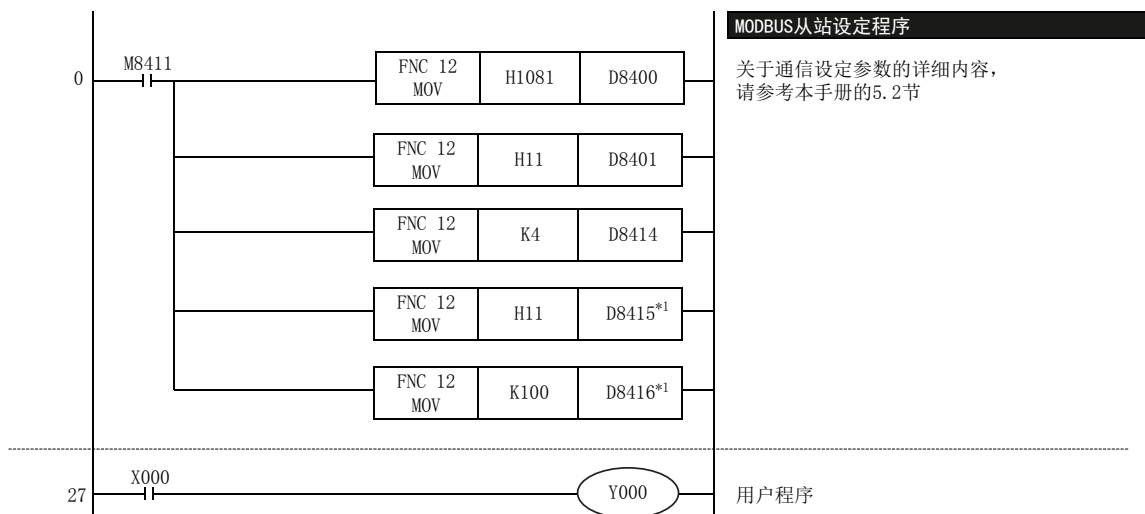 MODBUS从站设定程序
0
M8411
FNC 12
MOV
H1081
D8400
关于通信设定参数的详细内容，
请参考本手册的5.2节
FNC 12
MOV
H11
D8401
FNC 12
MOV
K4
D8414
FNC 12
MOV
H11
D8415*1
FNC 12
MOV
K100
D8416*1
27
X000
Y000
用户程序